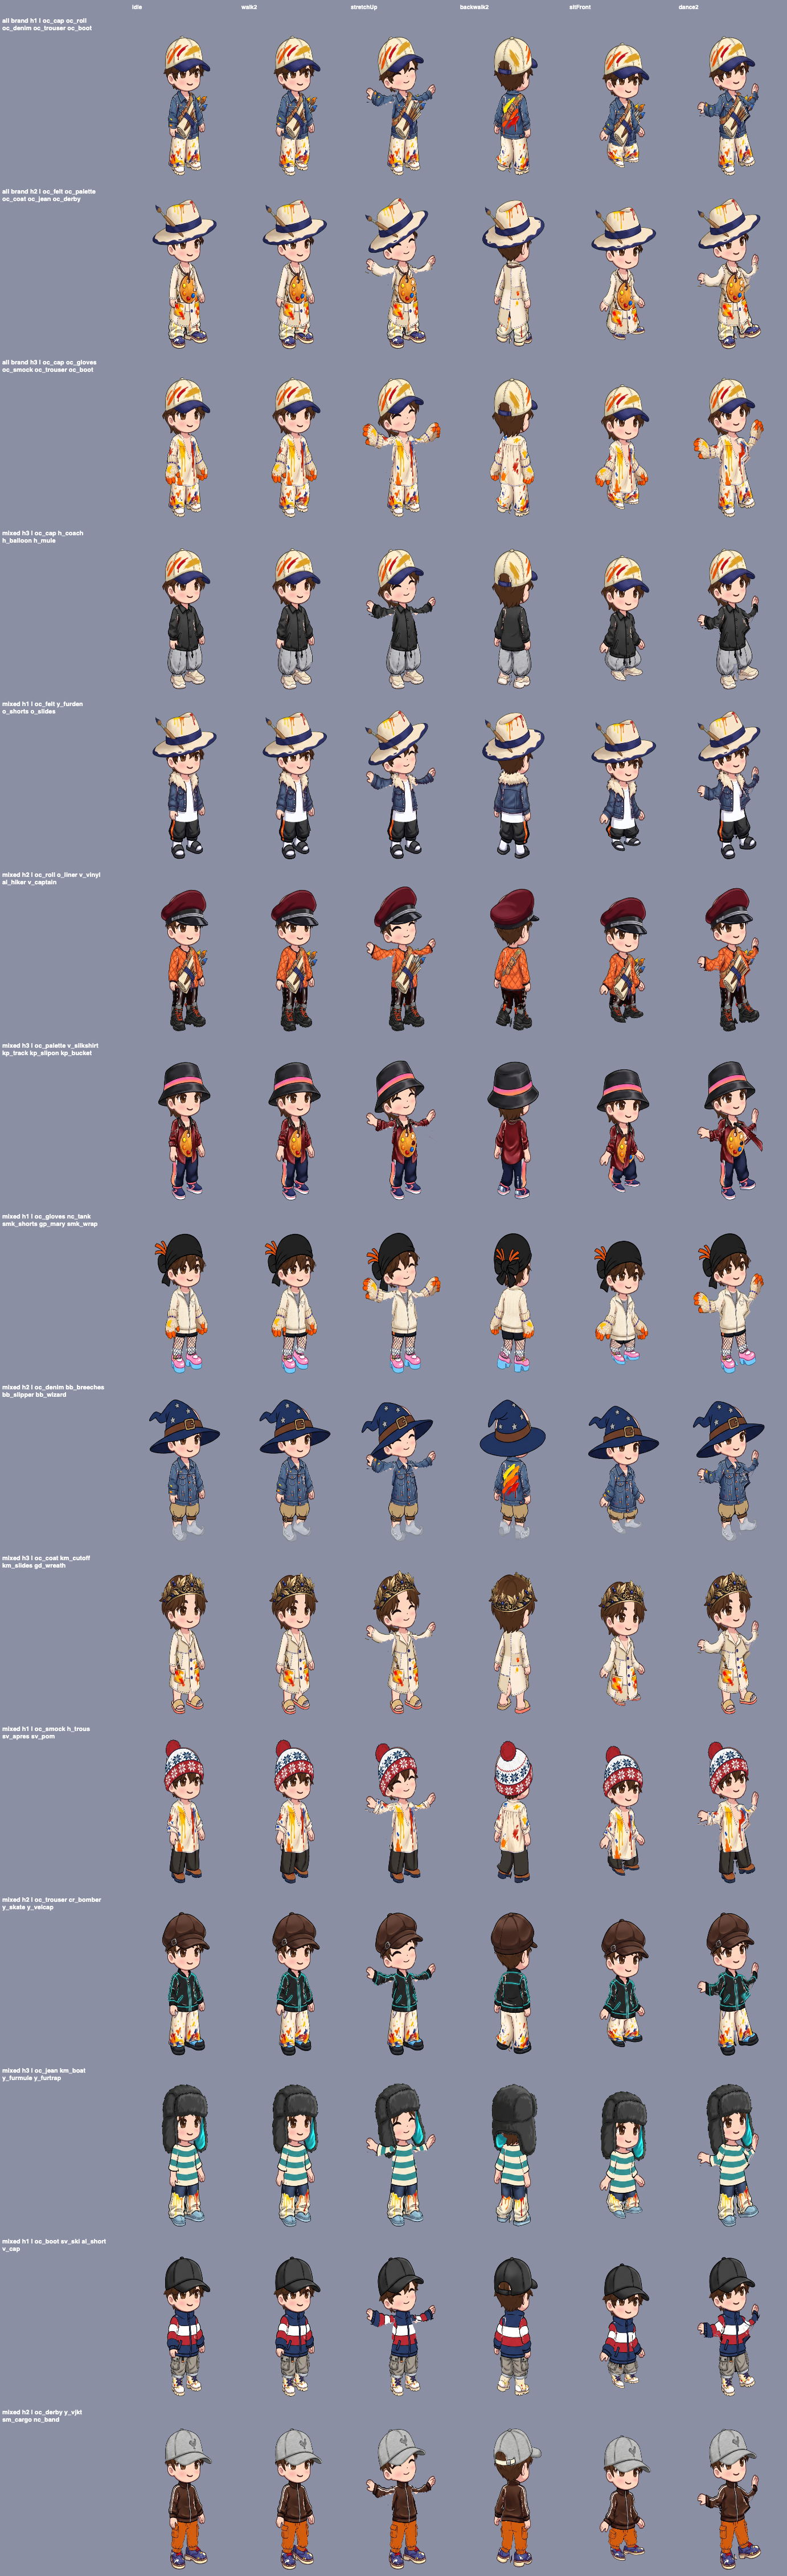 idle walk2 stretchUp backwalk2 sitFront dance2
all brand h1 l oc_cap oc_roll
oc_denim oc_trouser oc_boot
all brand h2 l oc_felt oc_palette
oc_coat oc_jean oc_derby
all brand h3 l oc_cap oc_gloves
oc_smock oc_trouser oc_boot
mixed h3 l oc_cap h_coach
h_balloon h_mule
mixed h1 l oc_felt y_furden
o_shorts o_slides
mixed h2 l oc_roll o_liner v_vinyl
al_hiker v_captain
mixed h3 l oc_palette v_silkshirt
kp_track kp_slipon kp_bucket
mixed h1 l oc_gloves nc_tank
smk_shorts gp_mary smk_wrap
mixed h2 l oc_denim bb_breeches
bb_slipper bb_wizard
mixed h3 l oc_coat km_cutoff
km_slides gd_wreath
mixed h1 l oc_smock h_trous
sv_apres sv_pom
mixed h2 l oc_trouser cr_bomber
y_skate y_velcap
mixed h3 l oc_jean km_boat
y_furmule y_furtrap
mixed h1 l oc_boot sv_ski al_short
v_cap
mixed h2 l oc_derby y_vjkt
sm_cargo nc_band